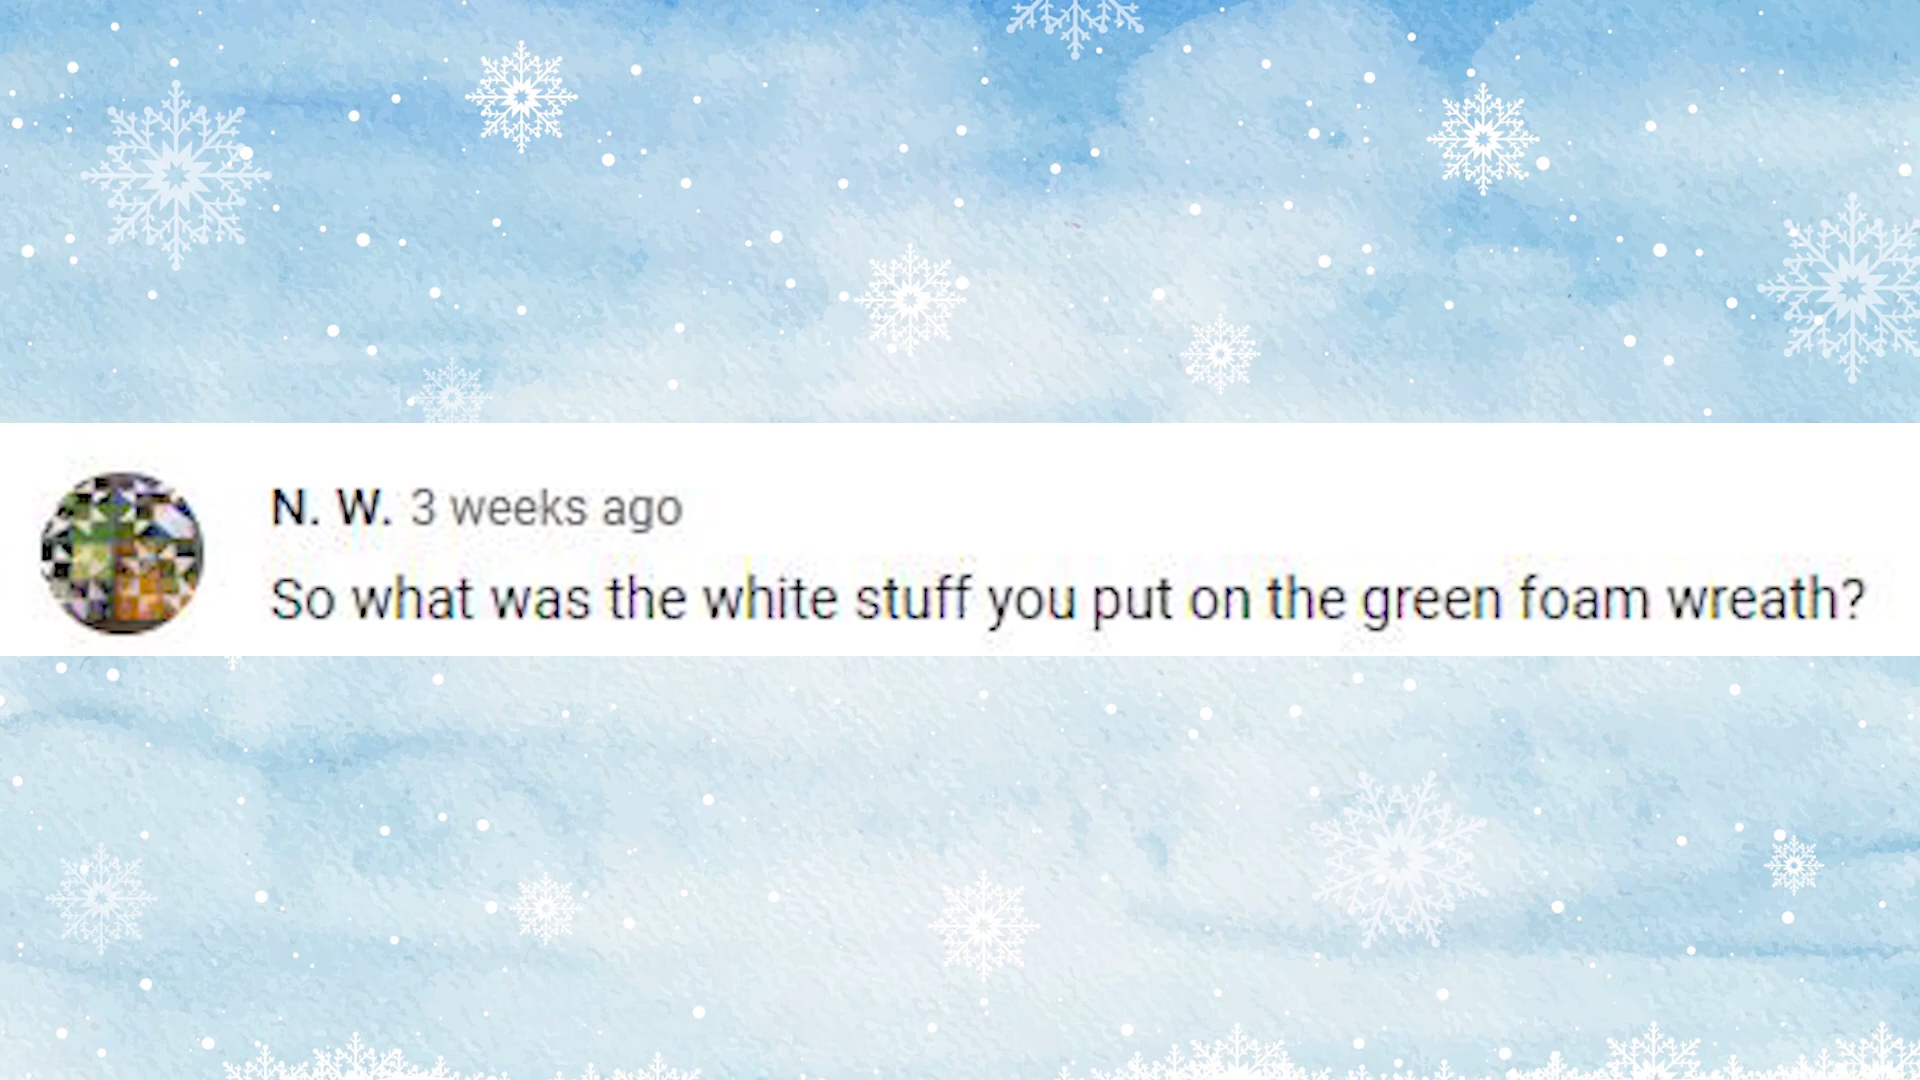 N. W. 3 weeks ago
So what was the white stuff you put on the green foam wreath?